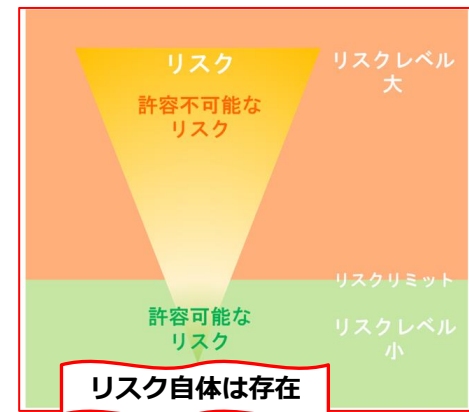 リスク
許容不可能な
リスク
リスクレベル
大
リスクリミット
許容可能な
リスク
リスクレベル
小
リスク自体は存在